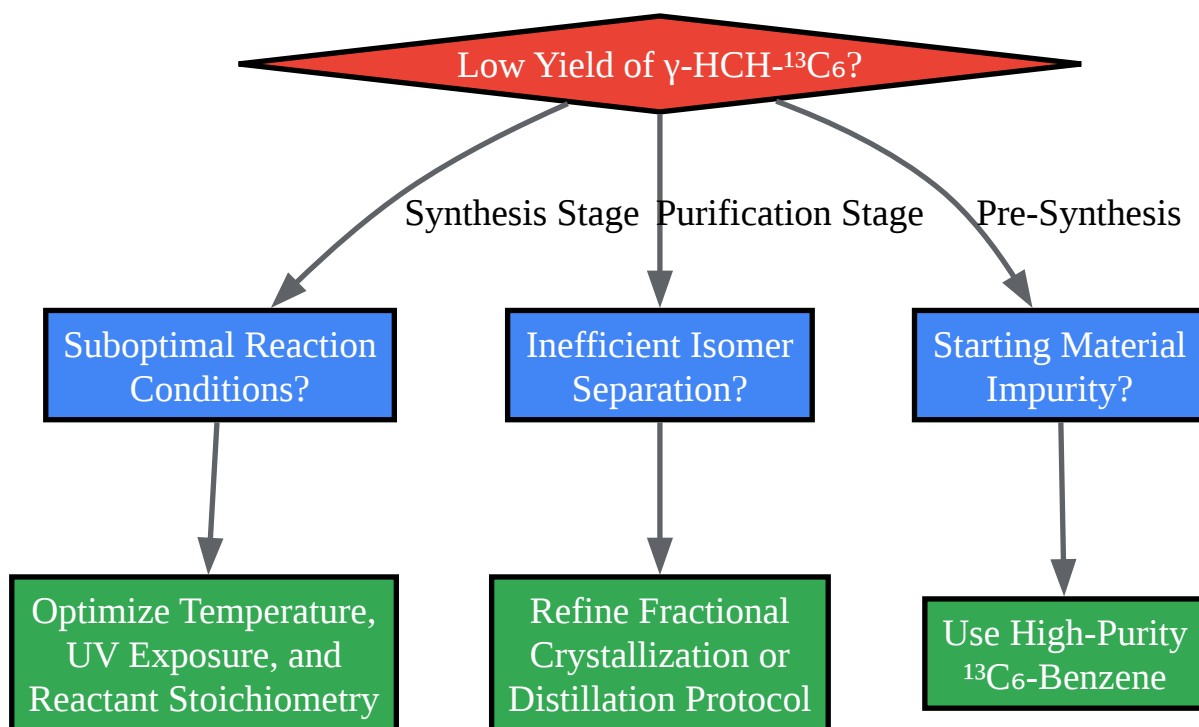 Low Yield of γ-HCH-¹³C₆?
Synthesis Stage
Purification Stage
Pre-Synthesis
Suboptimal Reaction
Conditions?
Inefficient Isomer
Separation?
Starting Material
Impurity?
Optimize Temperature,
UV Exposure, and
Reactant Stoichiometry
Refine Fractional
Crystallization or
Distillation Protocol
Use High-Purity
¹³C₆-Benzene